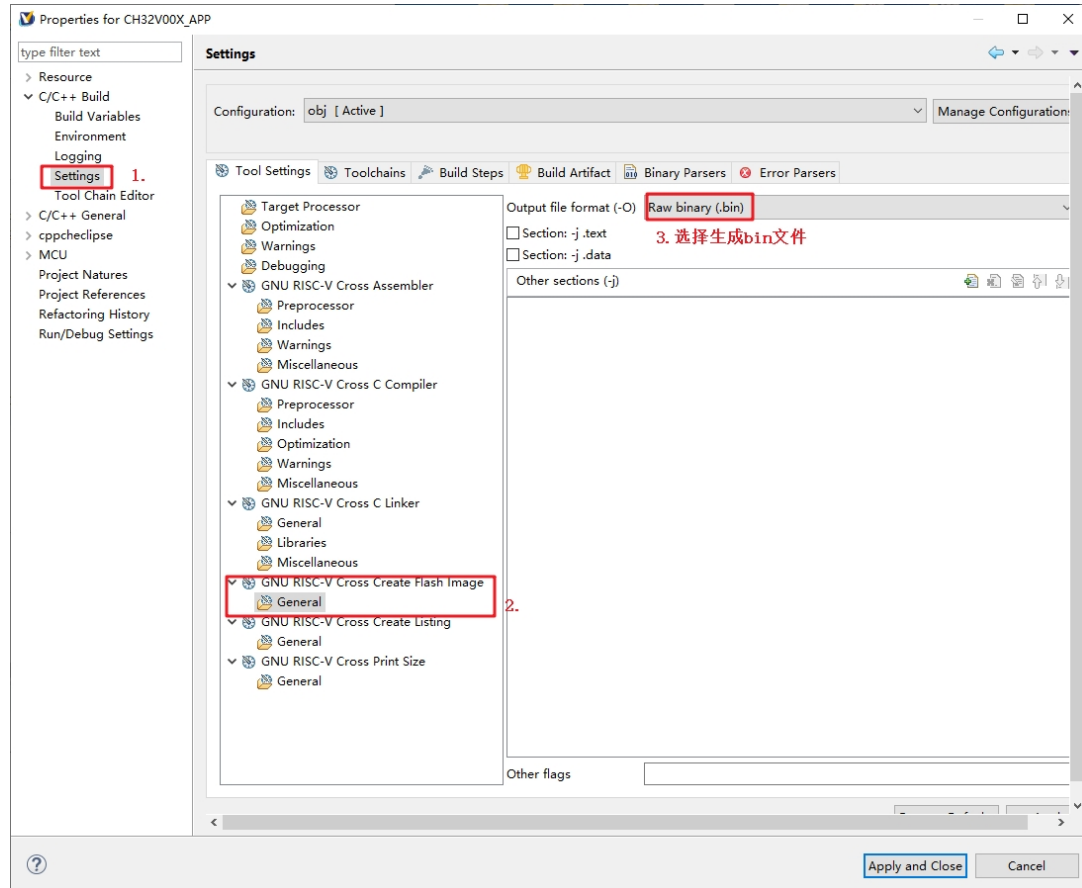 Properties for CH32V00X_APP
type filter text
Resource
C/C++ Build
Build Variables
Environment
Logging
Settings
1.
Tool Chain Editor
C/C++ General
cppcheclipse
MCU
Project Natures
Project References
Refactoring History
Run/Debug Settings
Settings
Configuration:
obj [ Active ]
Manage Configurations
Tool Settings
Toolchains
Build Steps
Build Artifact
Binary Parsers
Error Parsers
Target Processor
Optimization
Warnings
Debugging
GNU RISC-V Cross Assembler
Preprocessor
Includes
Warnings
Miscellaneous
GNU RISC-V Cross C Compiler
Preprocessor
Includes
Optimization
Warnings
Miscellaneous
GNU RISC-V Cross C Linker
General
Libraries
Miscellaneous
GNU RISC-V Cross Create Flash Image
General
2.
GNU RISC-V Cross Create Listing
General
GNU RISC-V Cross Print Size
General
Output file format (-O)
Raw binary (.bin)
Section: -j .text
3. 选择生成bin文件
Section: -j .data
Other sections (-j)
Other flags
Apply and Close
Cancel